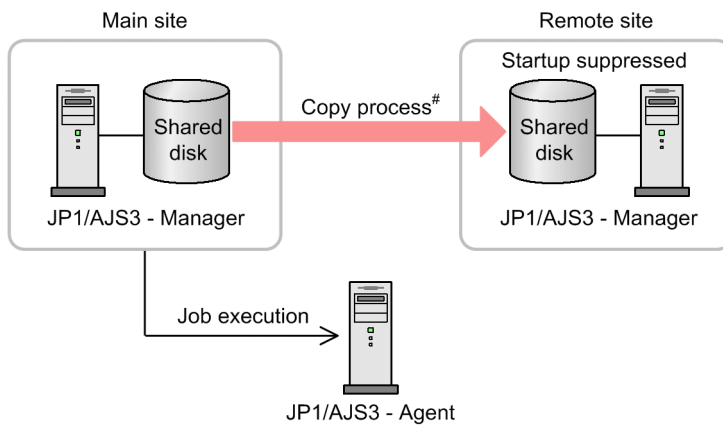 Main site
Remote site
Startup suppressed
Copy process#
Shared
disk
Shared
disk
JP1/AJS3 - Manager
JP1/AJS3 - Manager
Job execution
JP1/AJS3 - Agent